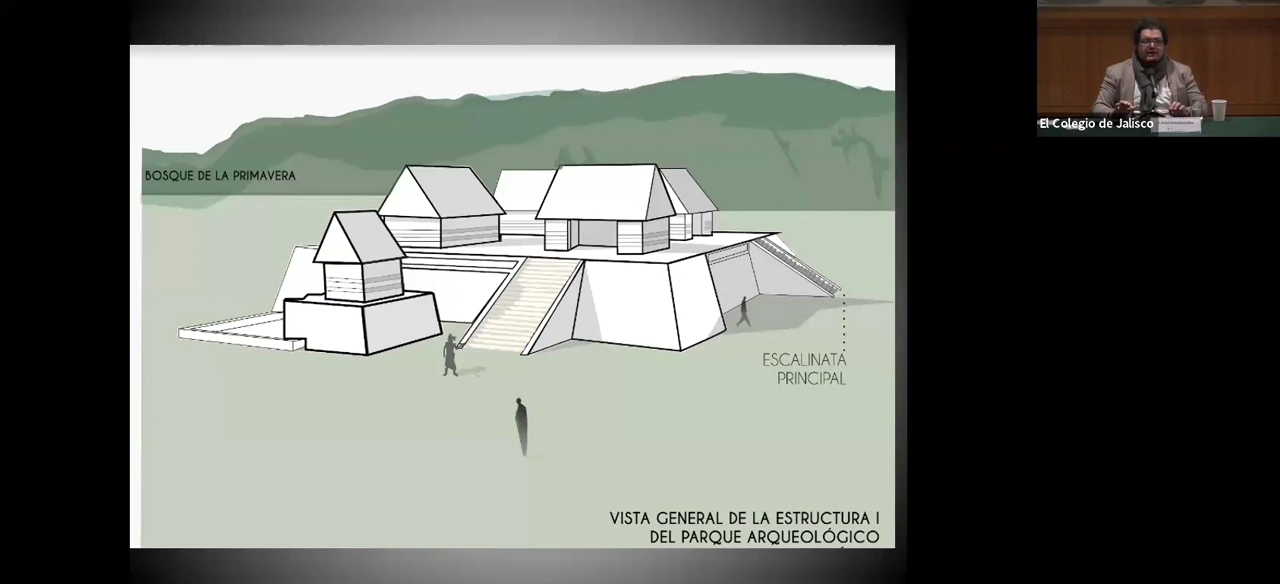 BOSQUE DE LA PRIMAVERA
ESCALINATA
PRINCIPAL
VISTA GENERAL DE LA ESTRUCTURA I
DEL PARQUE ARQUEOLÓGICO
El Colegio de Jalisco